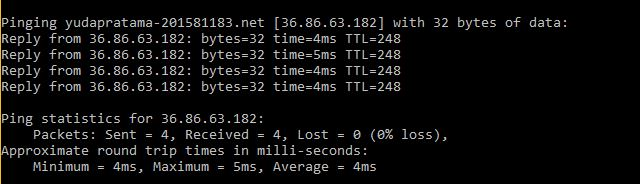 Pinging yudapratama-201581183.net [36.86.63.182] with 32 bytes of data:
Reply from 36.86.63.182: bytes=32 time=4ms TTL=248
Reply from 36.86.63.182: bytes=32 time=5ms TTL=248
Reply from 36.86.63.182: bytes=32 time=4ms TTL=248
Reply from 36.86.63.182: bytes=32 time=4ms TTL=248
Ping statistics for 36.86.63.182:
Packets: Sent = 4, Received = 4, Lost = 0 (0% loss),
Approximate round trip times in milli-seconds:
Minimum = 4ms, Maximum = 5ms, Average = 4ms